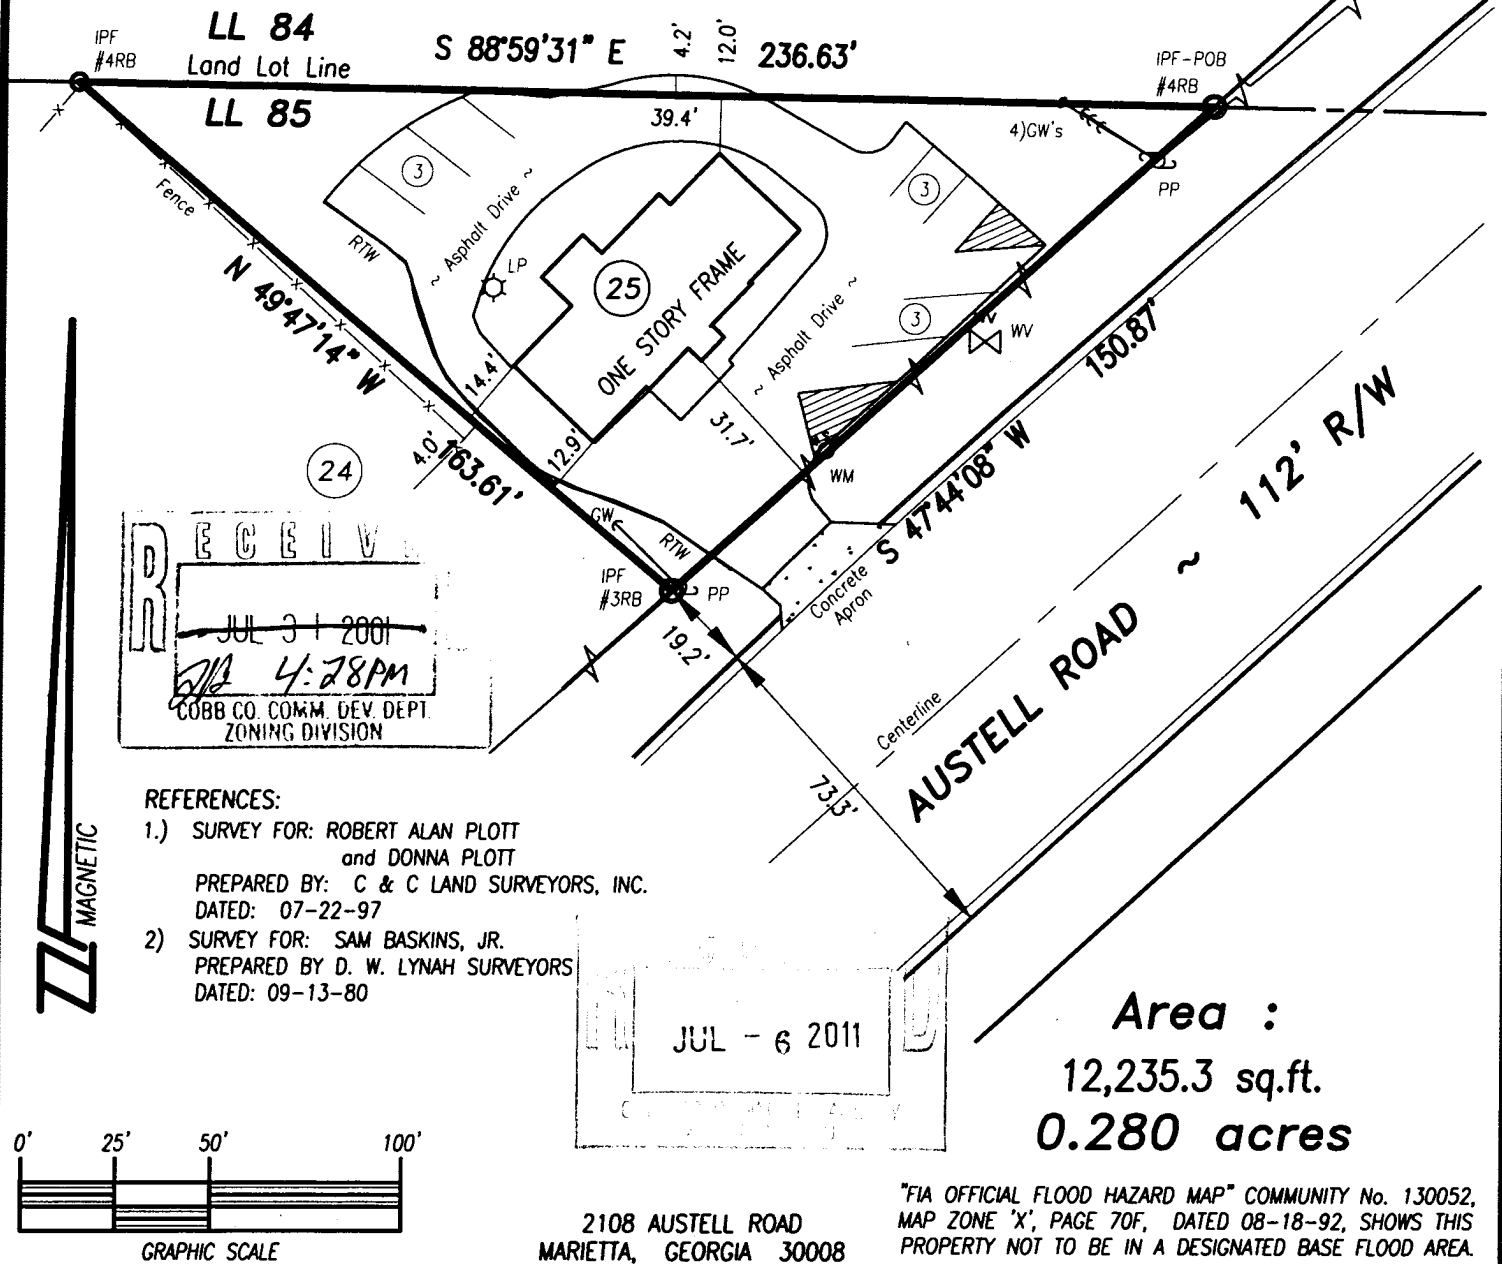 LL 84
Land Lot Line
LL 85
IPF
#4RB
S 88°59'31" E
4.2'
12.0'
236.63'
IPF-POB
#4RB
39.4'
4)GW's
PP
3
3
3
Fence
RTW
~ Asphalt Drive ~
LP
25
ONE STORY FRAME
~ Asphalt Drive ~
WV
150.87'
N 49°47'14" W
163.61'
14.4'
4.0'
12.9'
31.7'
WM
24
S 47°44'08" W
112' R/W
~
AUSTELL ROAD
GW
RTW
IPF
#3RB
PP
Concrete
Apron
19.2'
Centerline
73.3'
RECEIV
JUL 31 2001
4:28PM
COBB CO. COMM. DEV. DEPT.
ZONING DIVISION
MAGNETIC
REFERENCES:
1.) SURVEY FOR: ROBERT ALAN PLOTT
and DONNA PLOTT
PREPARED BY: C & C LAND SURVEYORS, INC.
DATED: 07-22-97
2) SURVEY FOR: SAM BASKINS, JR.
PREPARED BY D. W. LYNAH SURVEYORS
DATED: 09-13-80
JUL - 6 2011
Area :
12,235.3 sq.ft.
0.280 acres
0' 25' 50' 100'
GRAPHIC SCALE
2108 AUSTELL ROAD
MARIETTA, GEORGIA 30008
"FIA OFFICIAL FLOOD HAZARD MAP" COMMUNITY No. 130052,
MAP ZONE 'X', PAGE 70F, DATED 08-18-92, SHOWS THIS
PROPERTY NOT TO BE IN A DESIGNATED BASE FLOOD AREA.